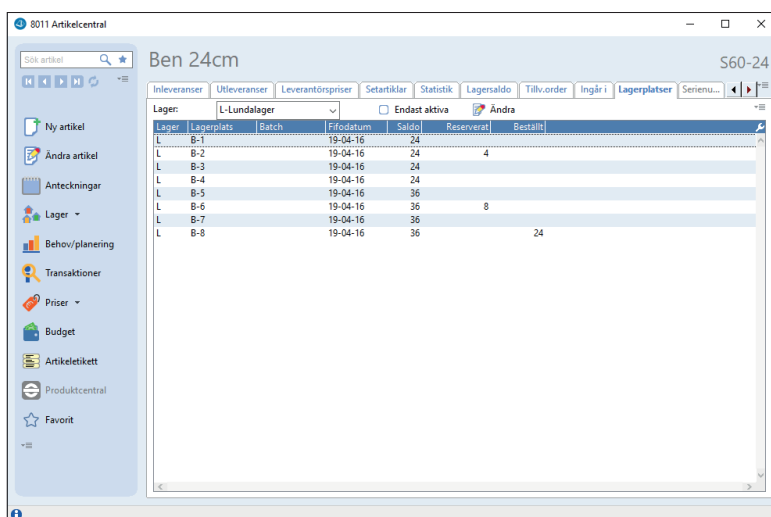 8011 Artikelcentral
Sök artikel
Ben 24cm
S60-24
Inleveranser Utleveranser Leverantörspriser Setartiklar Statistik Lagersaldo Tillv.order Ingår i Lagerplatser Serienu...
Lager: L-Lundalager Endast aktiva Ändra
Lager Lagerplats Batch Fifodatum Saldo Reserverat Beställt
L B-1 19-04-16 24
L B-2 19-04-16 24 4
L B-3 19-04-16 24
L B-4 19-04-16 24
L B-5 19-04-16 36
L B-6 19-04-16 36 8
L B-7 19-04-16 36
L B-8 19-04-16 36 24
Ny artikel
Ändra artikel
Anteckningar
Lager
Behov/planering
Transaktioner
Priser
Budget
Artikeletikett
Produktcentral
Favorit